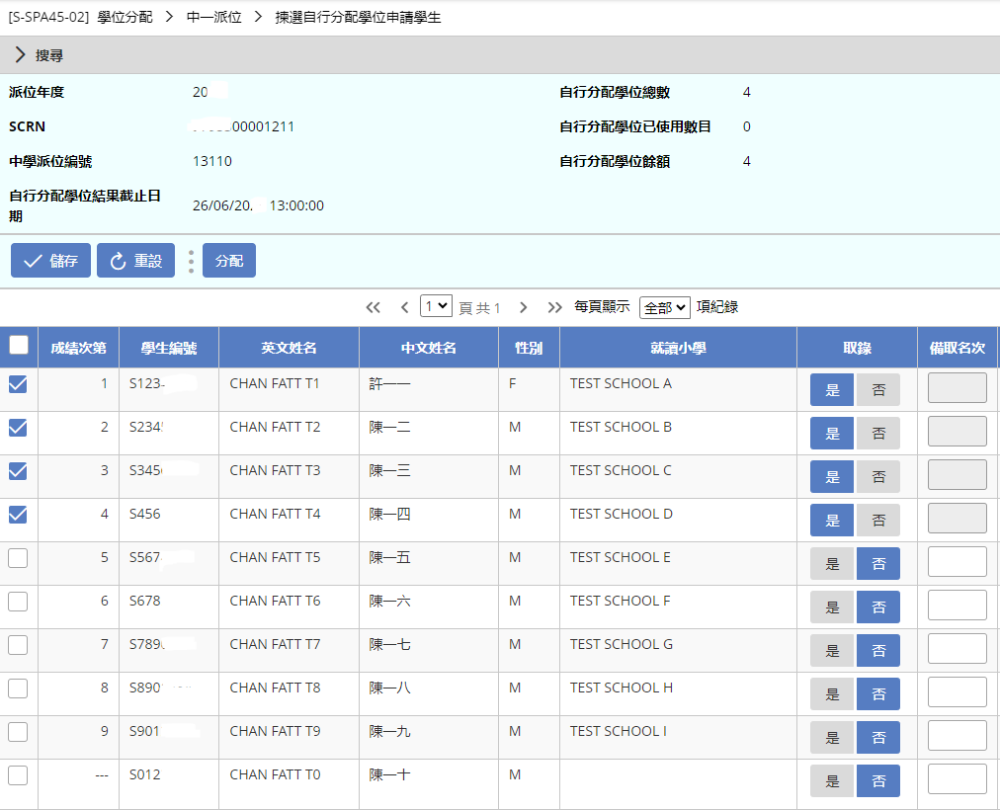 [S-SPA45-02] 學位分配 > 中一派位 > 揀選自行分配學位申請學生
搜尋
派位年度 20 自行分配學位總數 4
SCRN 00001211 自行分配學位已使用數目 0
中學派位編號 13110 自行分配學位餘額 4
自行分配學位結果截止日期 26/06/20 13:00:00
儲存 重設 分配
1 頁 共 1 每頁顯示 全部 項紀錄
成績次第 學生編號 英文姓名 中文姓名 性別 就讀小學 取錄 備取名次
1 S123 CHAN FATT T1 許一一 F TEST SCHOOL A 是 否
2 S234 CHAN FATT T2 陳一二 M TEST SCHOOL B 是 否
3 S345 CHAN FATT T3 陳一三 M TEST SCHOOL C 是 否
4 S456 CHAN FATT T4 陳一四 M TEST SCHOOL D 是 否
5 S567 CHAN FATT T5 陳一五 M TEST SCHOOL E 是 否
6 S678 CHAN FATT T6 陳一六 M TEST SCHOOL F 是 否
7 S789 CHAN FATT T7 陳一七 M TEST SCHOOL G 是 否
8 S890 CHAN FATT T8 陳一八 M TEST SCHOOL H 是 否
9 S901 CHAN FATT T9 陳一九 M TEST SCHOOL I 是 否
--- S012 CHAN FATT T0 陳一十 M 是 否